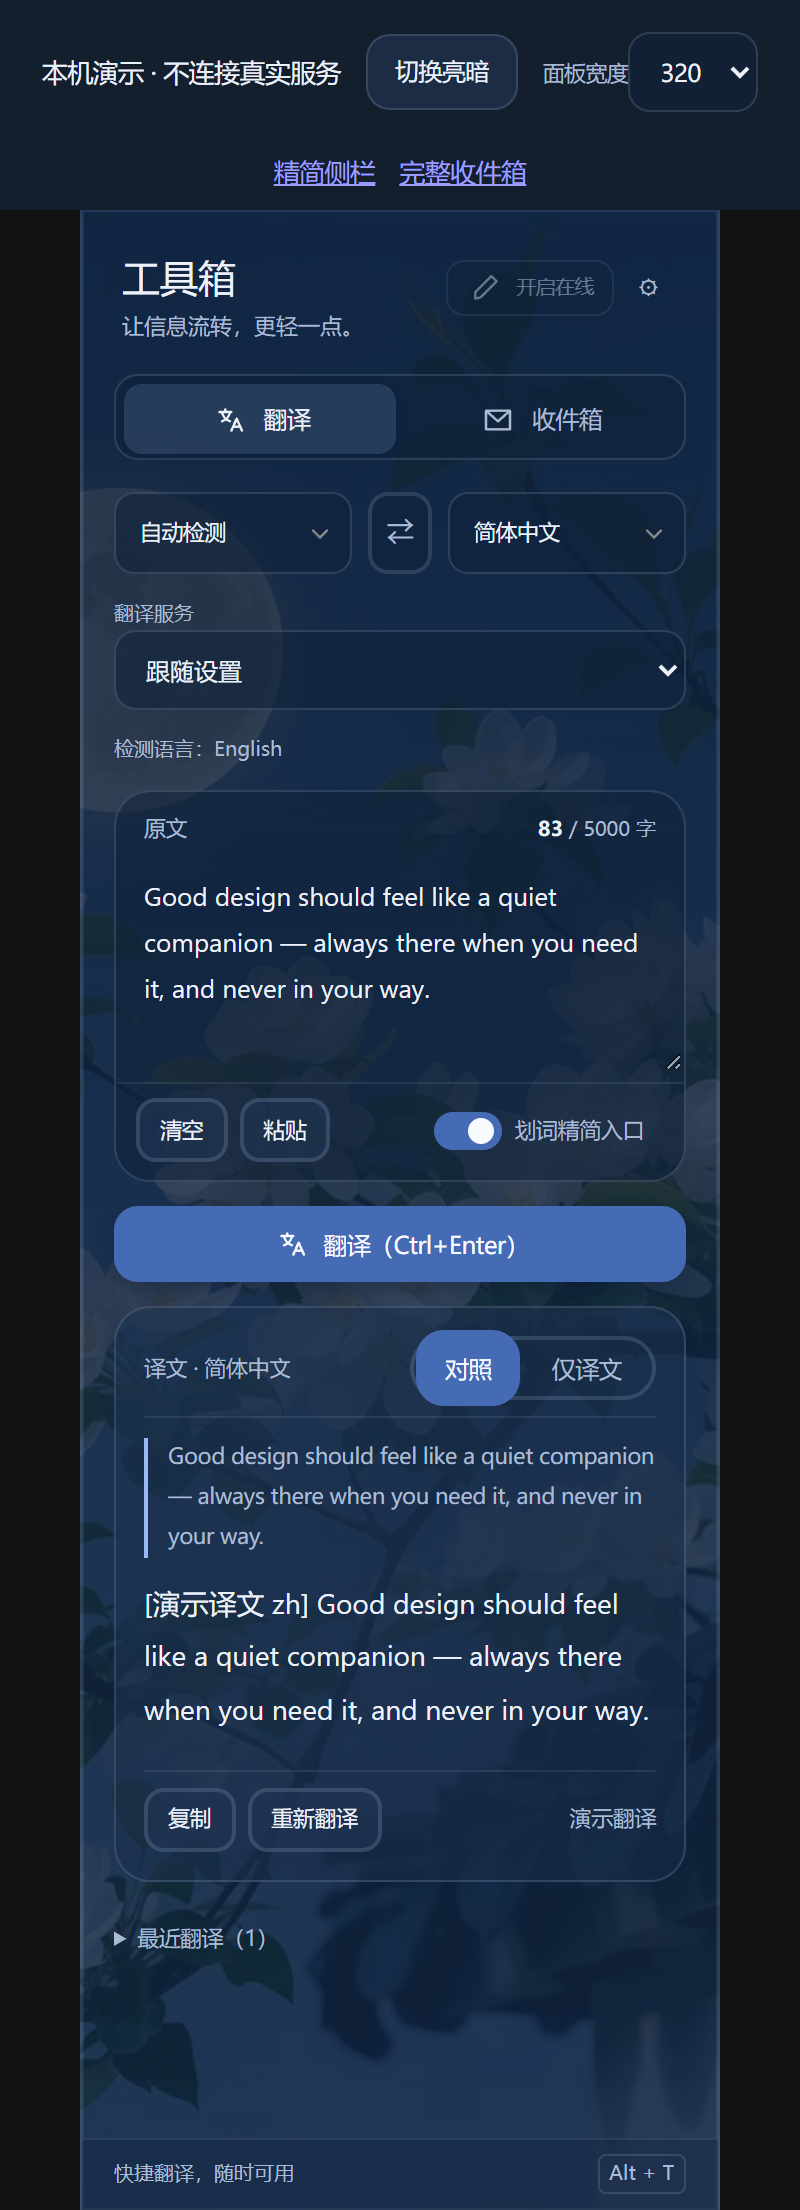 本机演示 · 不连接真实服务
切换亮暗
面板宽度
320
精简侧栏
完整收件箱
工具箱
开启在线
让信息流转，更轻一点。
翻译
收件箱
自动检测
简体中文
翻译服务
跟随设置
检测语言：English
原文
83 / 5000 字
Good design should feel like a quiet
companion — always there when you need
it, and never in your way.
清空
粘贴
划词精简入口
翻译（Ctrl+Enter）
译文 · 简体中文
对照
仅译文
Good design should feel like a quiet companion
— always there when you need it, and never in
your way.
[演示译文 zh] Good design should feel
like a quiet companion — always there
when you need it, and never in your way.
复制
重新翻译
演示翻译
最近翻译（1）
快捷翻译，随时可用
Alt + T